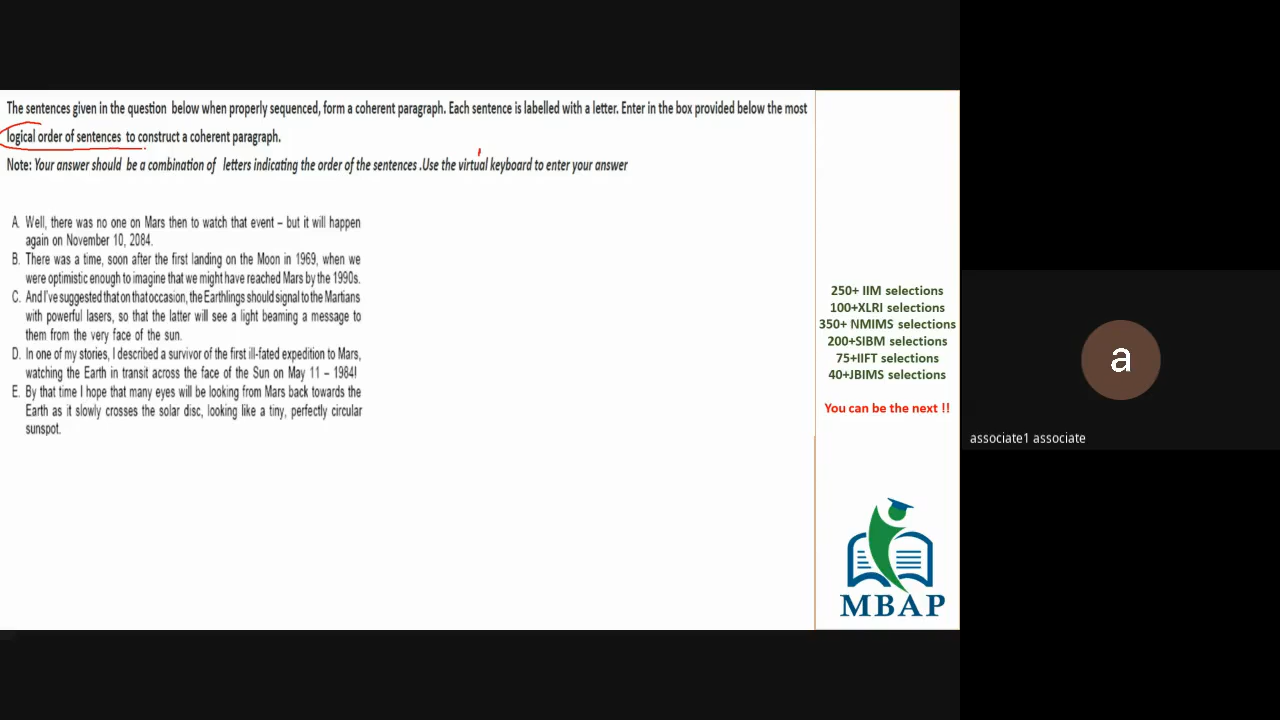 The sentences given in the question below when properly sequenced, form a coherent paragraph. Each sentence is labelled with a letter. Enter in the box provided below the most
logical order of sentences to construct a coherent paragraph.
Note: Your answer should be a combination of letters indicating the order of the sentences .Use the virtual keyboard to enter your answer
A. Well, there was no one on Mars then to watch that event – but it will happen
again on November 10, 2084.
B. There was a time, soon after the first landing on the Moon in 1969, when we
were optimistic enough to imagine that we might have reached Mars by the 1990s.
C. And I've suggested that on that occasion, the Earthlings should signal to the Martians
with powerful lasers, so that the latter will see a light beaming a message to
them from the very face of the sun.
D. In one of my stories, I described a survivor of the first ill-fated expedition to Mars,
watching the Earth in transit across the face of the Sun on May 11 – 1984!
E. By that time I hope that many eyes will be looking from Mars back towards the
Earth as it slowly crosses the solar disc, looking like a tiny, perfectly circular
sunspot.
250+ IIM selections
100+XLRI selections
350+ NMIMS selections
200+SIBM selections
75+IIFT selections
40+JBIMS selections
You can be the next !!
MBAP
a
associate1 associate